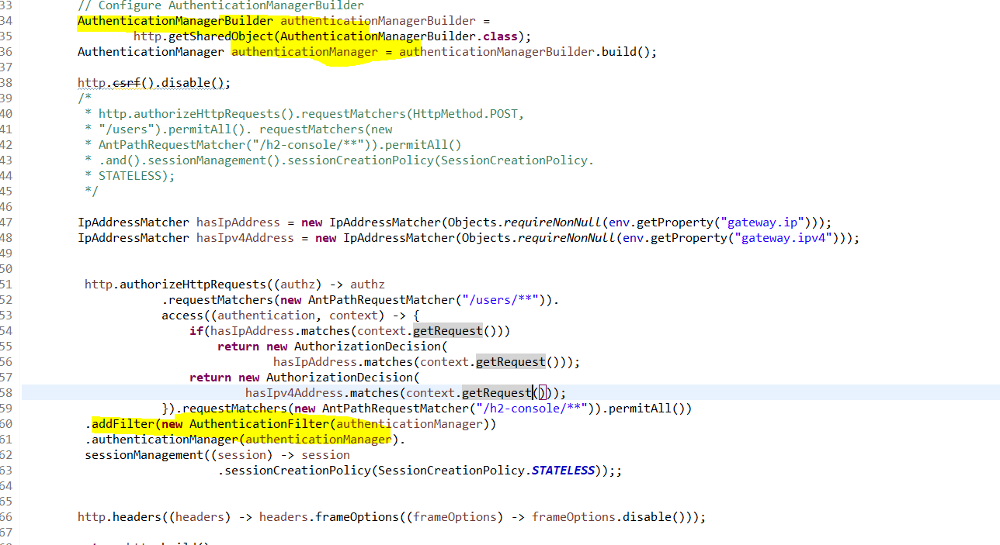 33 // Configure AuthenticationManagerBuilder
34 AuthenticationManagerBuilder authenticationManagerBuilder =
35 http.getSharedObject(AuthenticationManagerBuilder.class);
36 AuthenticationManager authenticationManager = authenticationManagerBuilder.build();
37
38 http.csrf().disable();
39 /*
40 * http.authorizeHttpRequests().requestMatchers(HttpMethod.POST,
41 * "/users").permitAll(). requestMatchers(new
42 * AntPathRequestMatcher("/h2-console/**")).permitAll()
43 * .and().sessionManagement().sessionCreationPolicy(SessionCreationPolicy.
44 * STATELESS);
45 */
46
47 IpAddressMatcher hasIpAddress = new IpAddressMatcher(Objects.requireNonNull(env.getProperty("gateway.ip")));
48 IpAddressMatcher hasIpv4Address = new IpAddressMatcher(Objects.requireNonNull(env.getProperty("gateway.ipv4")));
49
50
51 http.authorizeHttpRequests((authz) -> authz
52 .requestMatchers(new AntPathRequestMatcher("/users/**")).
53 access((authentication, context) -> {
54 if(hasIpAddress.matches(context.getRequest()))
55 return new AuthorizationDecision(
56 hasIpAddress.matches(context.getRequest()));
57 return new AuthorizationDecision(
58 hasIpv4Address.matches(context.getRequest()));
59 }).requestMatchers(new AntPathRequestMatcher("/h2-console/**")).permitAll())
60 .addFilter(new AuthenticationFilter(authenticationManager))
61 .authenticationManager(authenticationManager).
62 sessionManagement((session) -> session
63 .sessionCreationPolicy(SessionCreationPolicy.STATELESS));;
64
65
66 http.headers((headers) -> headers.frameOptions((frameOptions) -> frameOptions.disable()));
67